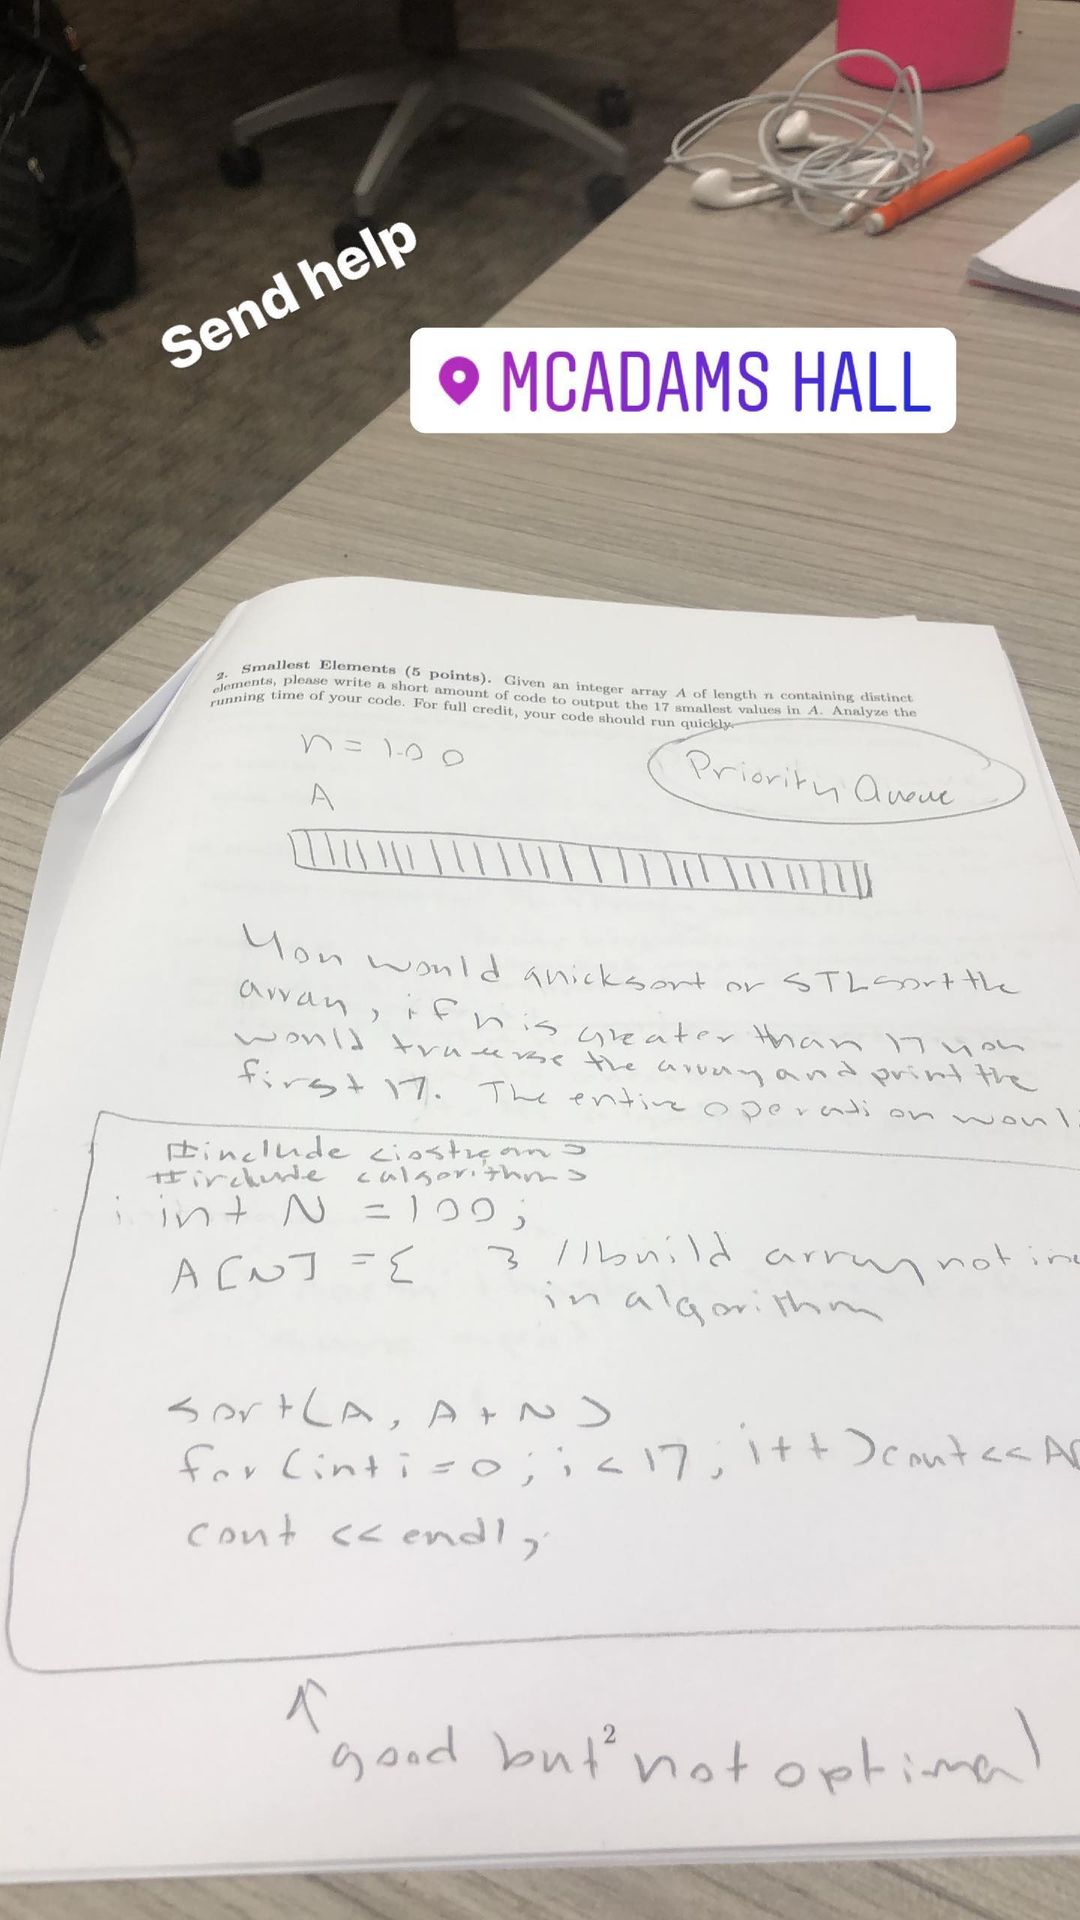 Send help
MCADAMS HALL
2. Smallest Elements (5 points). Given an integer array A of length n containing distinct
elements, please write a short amount of code to output the 17 smallest values in A. Analyze the
running time of your code. For full credit, your code should run quickly.
n = 100
Priority Queue
A
You would quicksort or STL sort the
array, if n is greater than 17 you
would traverse the array and print the
first 17. The entire operation would
#include <iostream>
#include <algorithm>
int N = 100;
A[N] = { } // build array not in
in algorithm
sort(A, A+N)
for(int i=0; i<17; i++)cout<<A[
cout << endl;
good but not optimal
2